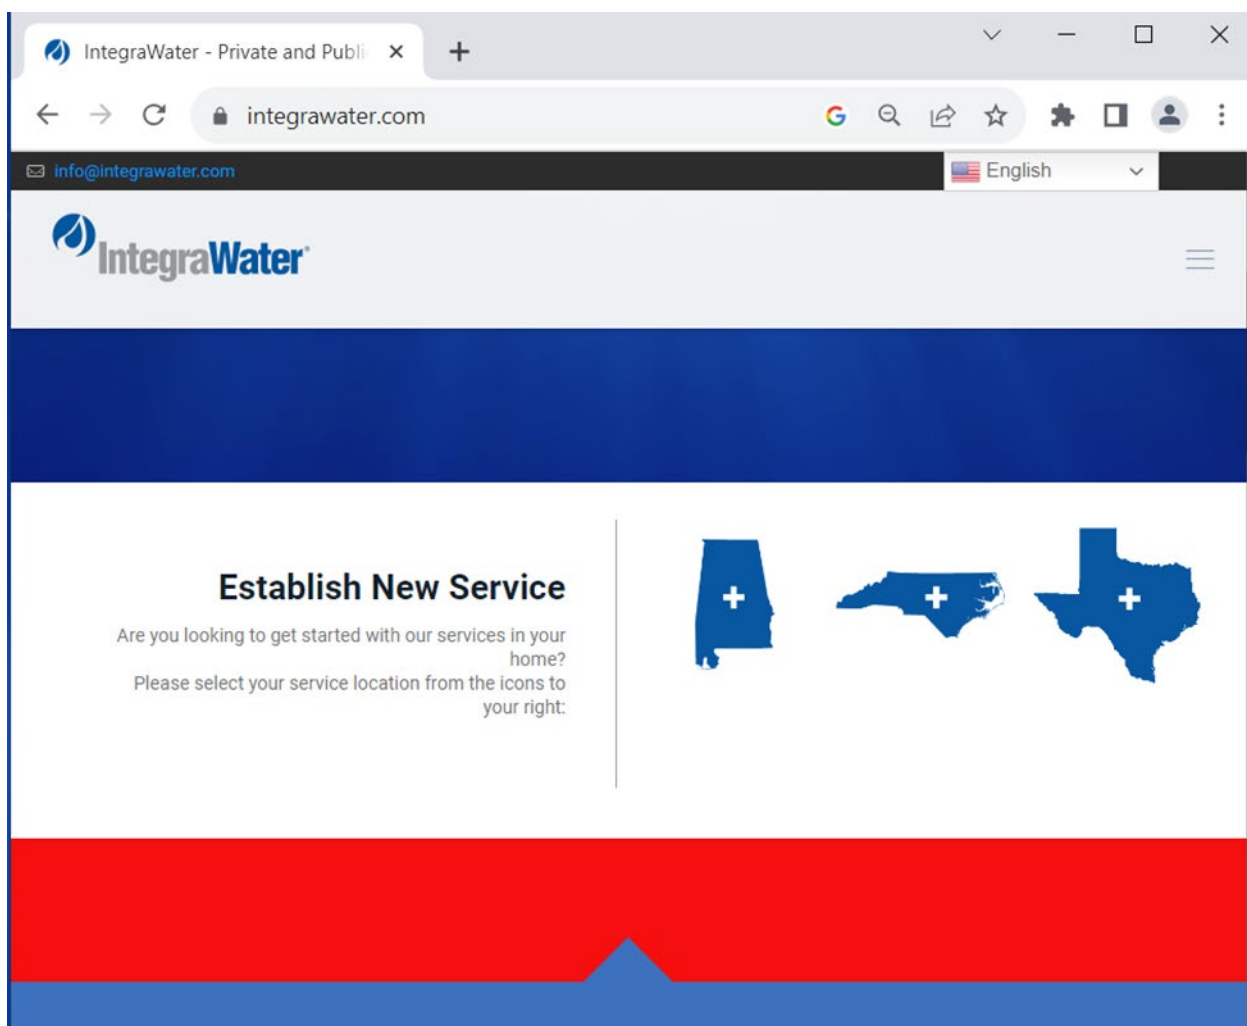 IntegraWater - Private and Publi
integrawater.com
info@integrawater.com
English
IntegraWater®
Establish New Service
Are you looking to get started with our services in your
home?
Please select your service location from the icons to
your right: